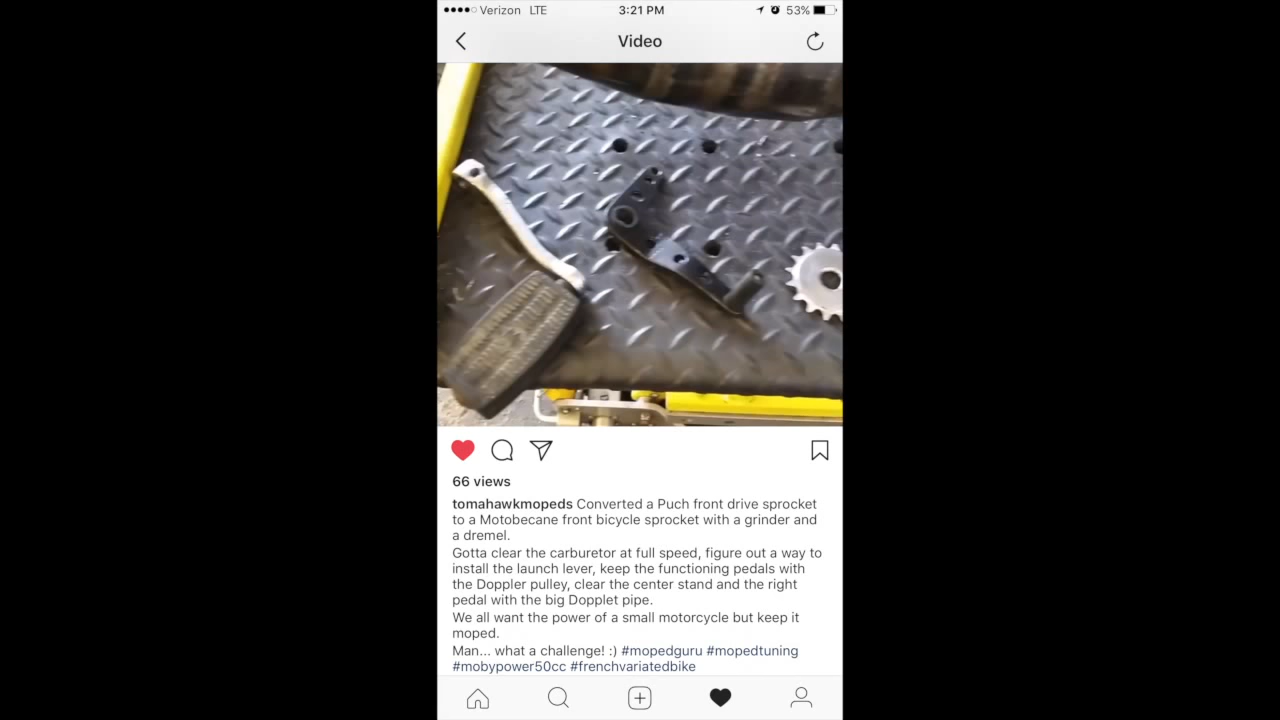 Verizon LTE 3:21 PM 53%
Video
66 views
tomahawkmopeds Converted a Puch front drive sprocket
to a Motobecane front bicycle sprocket with a grinder and
a dremel.
Gotta clear the carburetor at full speed, figure out a way to
install the launch lever, keep the functioning pedals with
the Doppler pulley, clear the center stand and the right
pedal with the big Dopplet pipe.
We all want the power of a small motorcycle but keep it
moped.
Man... what a challenge! :) #mopedguru #mopedtuning
#mobypower50cc #frenchvariatedbike